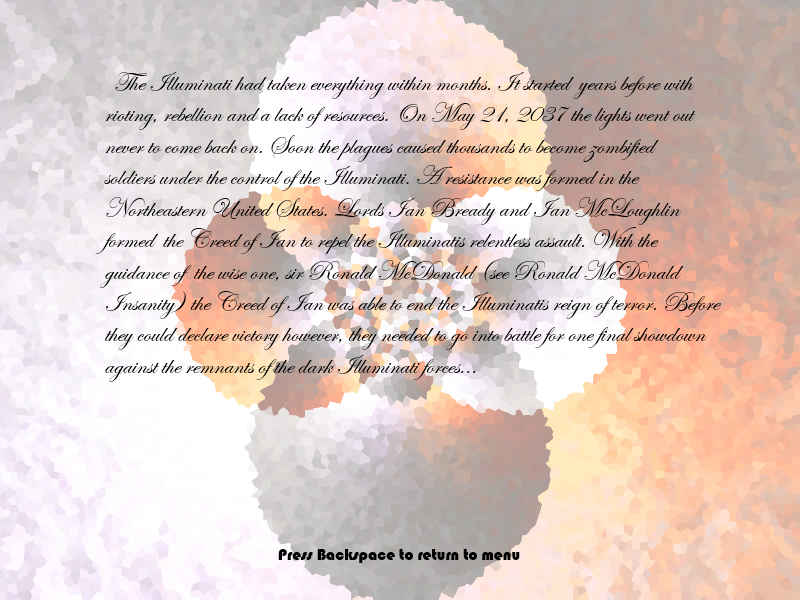 The Illuminati had taken everything within months. It started years before with
rioting, rebellion and a lack of resources. On May 21, 2037 the lights went out
never to come back on. Soon the plagues caused thousands to become zombified
soldiers under the control of the Illuminati. A resistance was formed in the
Northeastern United States. Lords Ian Bready and Ian McLoughlin
formed the Creed of Ian to repel the Illuminatis relentless assault. With the
guidance of the wise one, sir Ronald McDonald (see Ronald McDonald
Insanity) the Creed of Ian was able to end the Illuminatis reign of terror. Before
they could declare victory however, they needed to go into battle for one final showdown
against the remnants of the dark Illuminati forces...
Press Backspace to return to menu